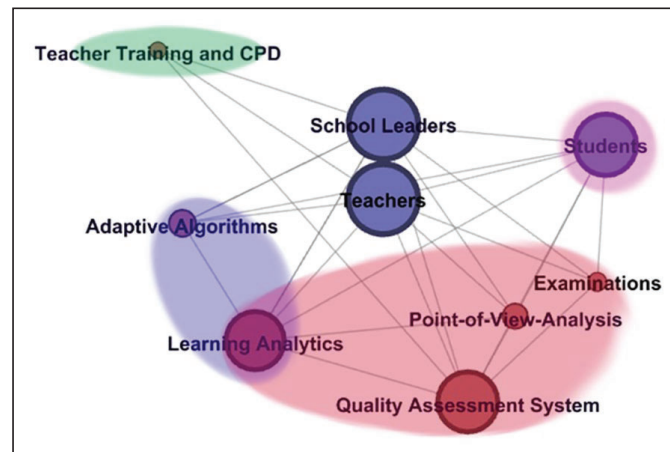 Teacher Training and CPD
School Leaders
Students
Teachers
Adaptive Algorithms
Examinations
Point-of-View-Analysis
Learning Analytics
Quality Assessment System